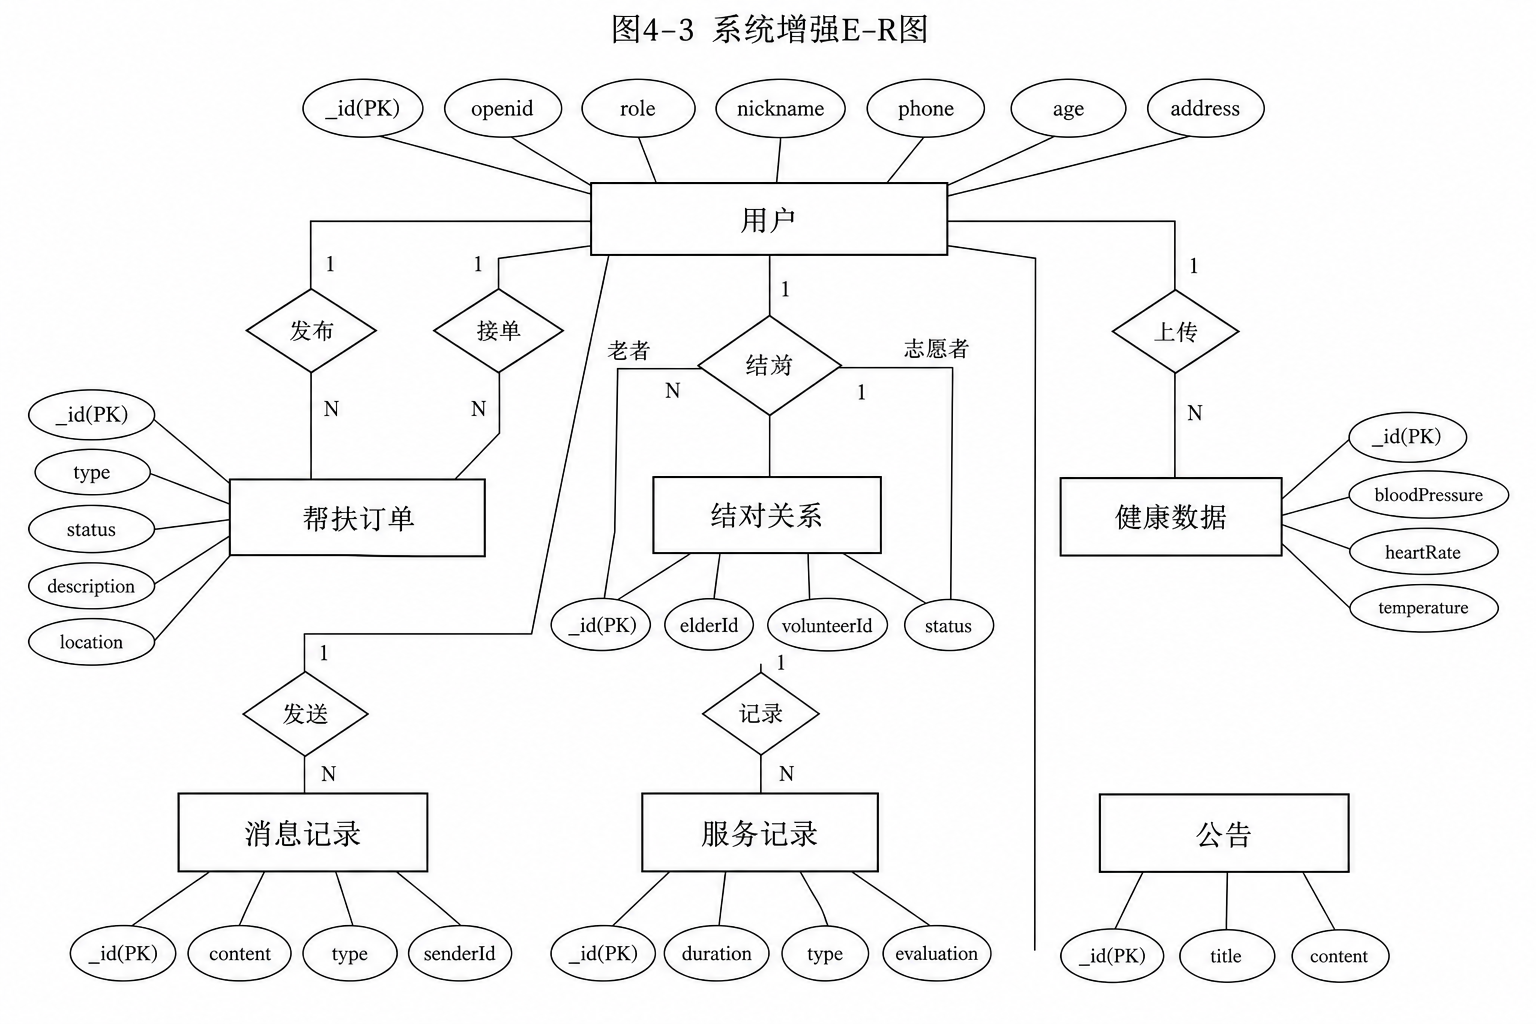 图4-3 系统增强E-R图
_id(PK) openid role nickname phone age address
用户
1 1 1 1
发布 接单 上传
老者 志愿者
N 1
N N N
_id(PK)
type
status
description
location
帮扶订单
结对关系
健康数据
_id(PK)
bloodPressure
heartRate
temperature
_id(PK) elderId volunteerId status
1 1
发送 记录
N N
消息记录 服务记录 公告
_id(PK) content type senderId
_id(PK) duration type evaluation
_id(PK) title content